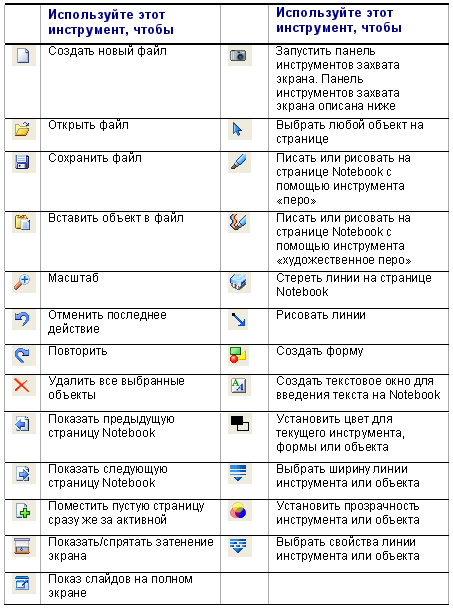 Используйте этот
инструмент, чтобы
Используйте этот
инструмент, чтобы
Создать новый файл
Запустить панель
инструментов захвата
экрана. Панель
инструментов захвата
экрана описана ниже
Открыть файл
Выбрать любой объект на
странице
Сохранить файл
Писать или рисовать на
странице Notebook с
помощью инструмента
«перо»
Вставить объект в файл
Писать или рисовать на
странице Notebook с
помощью инструмента
«художественное перо»
Масштаб
Стереть линии на странице
Notebook
Отменить последнее
действие
Рисовать линии
Повторить
Создать форму
Удалить все выбранные
объекты
Создать текстовое окно для
введения текста на Notebook
Показать предыдущую
страницу Notebook
Установить цвет для
текущего инструмента,
формы или объекта
Показать следующую
страницу Notebook
Выбрать ширину линии
инструмента или объекта
Поместить пустую страницу
сразу же за активной
Установить прозрачность
инструмента или объекта
Показать/спрятать затенение
экрана
Выбрать свойства линии
инструмента или объекта
Показ слайдов на полном
экране